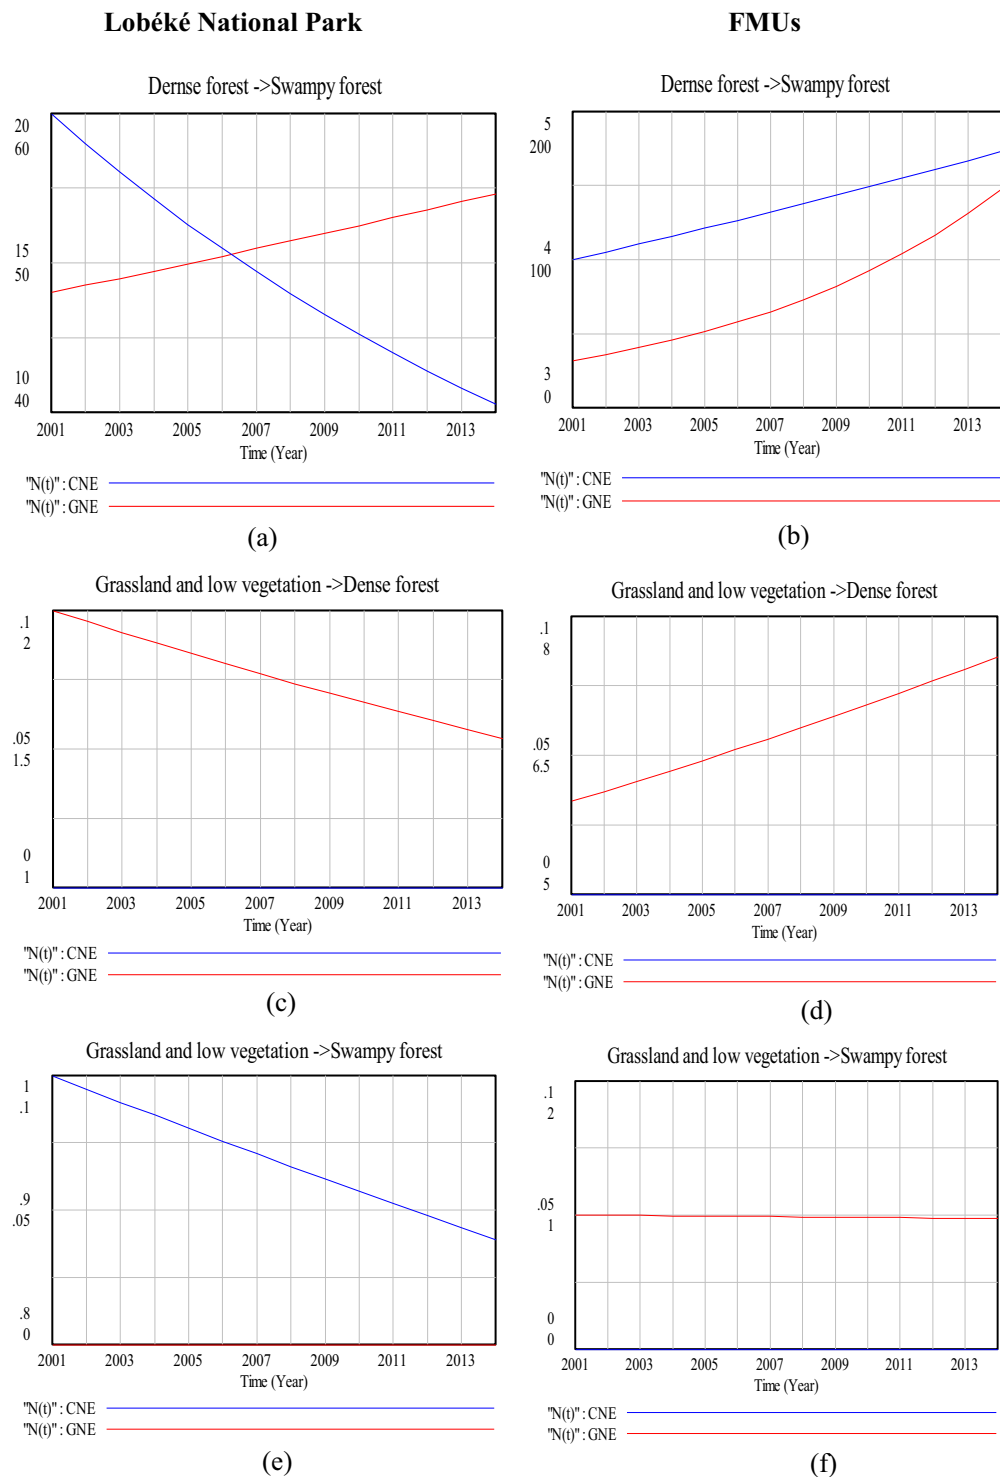 Lobéké National Park
FMUs
Dernse forest ->Swampy forest
20
60
15
50
10
40
2001 2003 2005 2007 2009 2011 2013
Time (Year)
"N(t)" : CNE
"N(t)" : GNE
(a)
Dernse forest ->Swampy forest
5
200
4
100
3
0
2001 2003 2005 2007 2009 2011 2013
Time (Year)
"N(t)" : CNE
"N(t)" : GNE
(b)
Grassland and low vegetation ->Dense forest
.1
2
.05
1.5
0
1
2001 2003 2005 2007 2009 2011 2013
Time (Year)
"N(t)" : CNE
"N(t)" : GNE
(c)
Grassland and low vegetation ->Dense forest
.1
8
.05
6.5
0
5
2001 2003 2005 2007 2009 2011 2013
Time (Year)
"N(t)" : CNE
"N(t)" : GNE
(d)
Grassland and low vegetation ->Swampy forest
1
.1
.9
.05
.8
0
2001 2003 2005 2007 2009 2011 2013
Time (Year)
"N(t)" : CNE
"N(t)" : GNE
(e)
Grassland and low vegetation ->Swampy forest
.1
2
.05
1
0
0
2001 2003 2005 2007 2009 2011 2013
Time (Year)
"N(t)" : CNE
"N(t)" : GNE
(f)